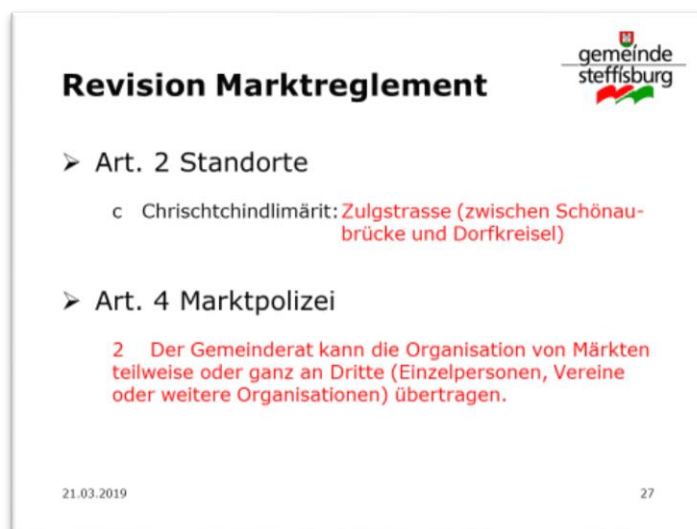 gemeinde
steffisburg
Revision Marktreglement
➢ Art. 2 Standorte
c Chrischtchindlimärit: Zulgstrasse (zwischen Schönau-
brücke und Dorfkreisel)
➢ Art. 4 Marktpolizei
2 Der Gemeinderat kann die Organisation von Märkten
teilweise oder ganz an Dritte (Einzelpersonen, Vereine
oder weitere Organisationen) übertragen.
21.03.2019 27